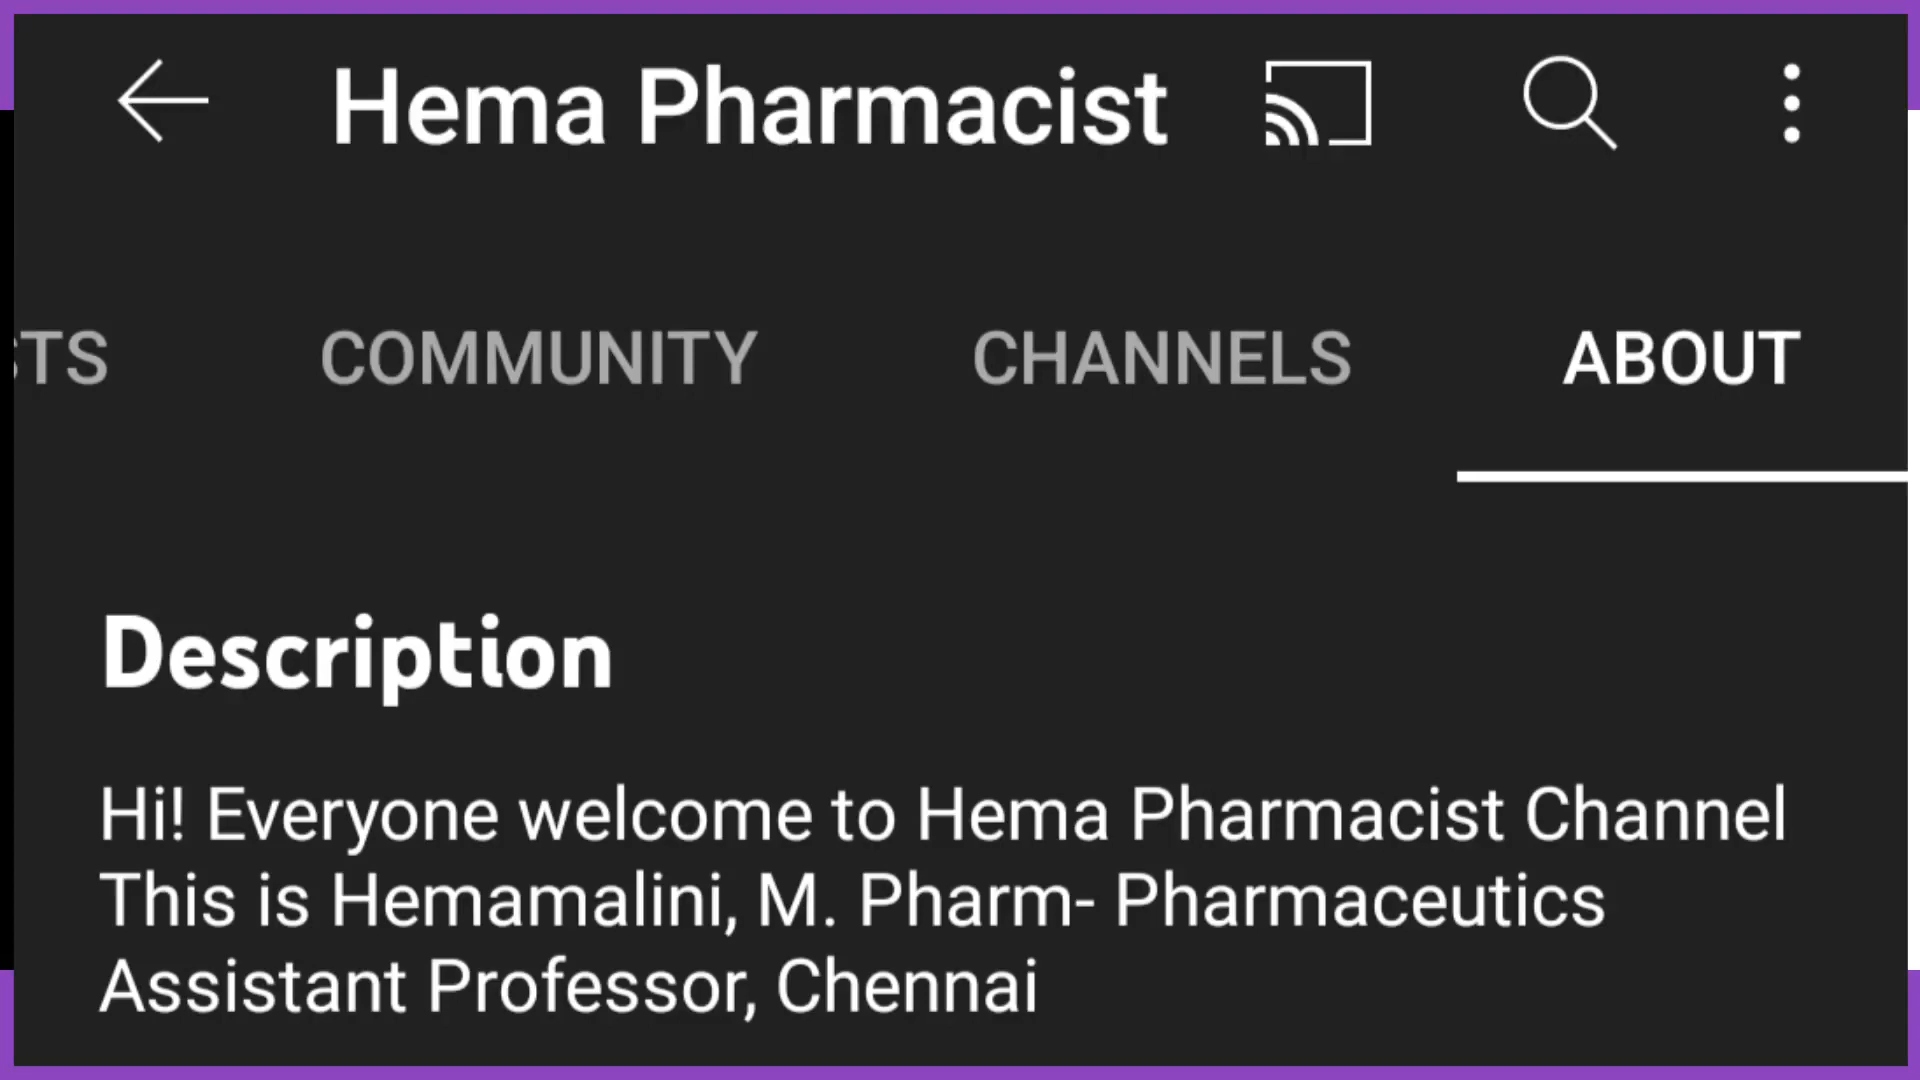 Hema Pharmacist
STS COMMUNITY CHANNELS ABOUT
Description
Hi! Everyone welcome to Hema Pharmacist Channel
This is Hemamalini, M. Pharm- Pharmaceutics
Assistant Professor, Chennai